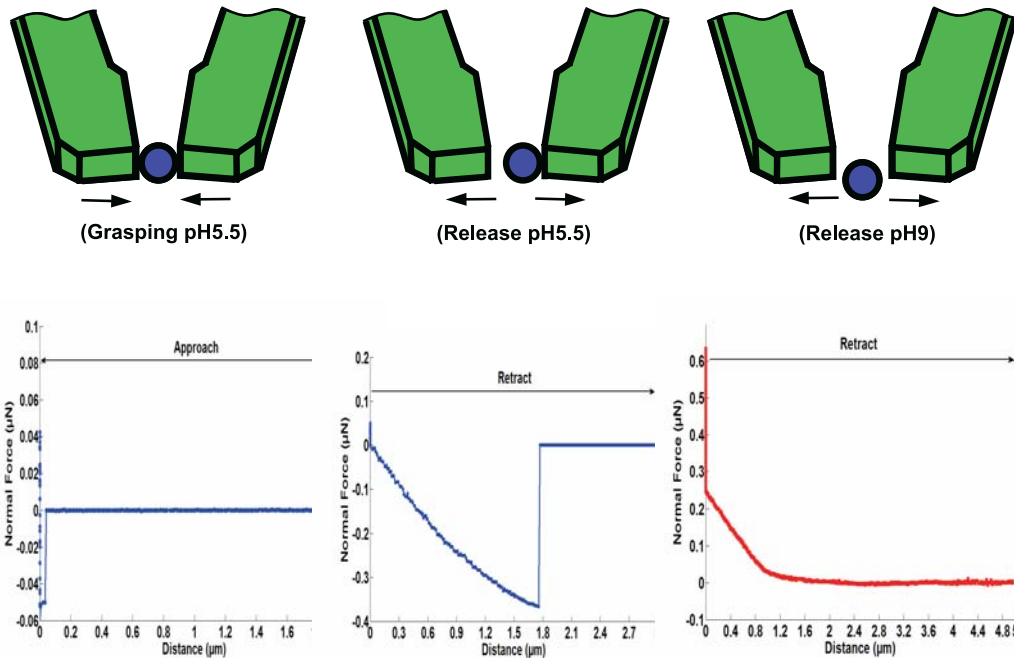 (Grasping pH5.5)
(Release pH5.5)
(Release pH9)
0.1
0.08
0.06
0.04
0.02
0
-0.02
-0.04
-0.06
Normal Force (µN)
Approach
0 0.2 0.4 0.6 0.8 1 1.2 1.4 1.6
Distance (µm)
0.2
0.1
0
-0.1
-0.2
-0.3
-0.4
Normal Force (µN)
Retract
0 0.3 0.6 0.9 1.2 1.5 1.8 2.1 2.4 2.7
Distance (µm)
0.6
0.5
0.4
0.3
0.2
0.1
0
-0.1
Normal Force (µN)
Retract
0 0.4 0.8 1.2 1.6 2 2.4 2.8 3.2 3.6 4 4.4 4.8 5
Distance (µm)